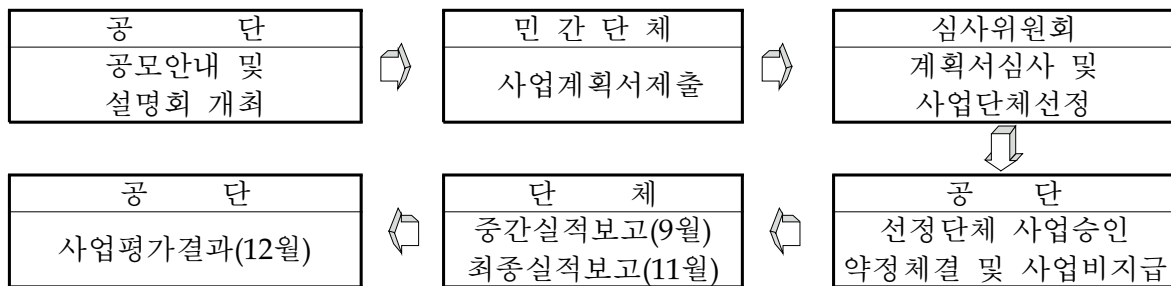 공 단
공모안내 및
설명회 개최
민 간 단 체
사업계획서제출
심사위원회
계획서심사 및
사업단체선정
공 단
선정단체 사업승인
약정체결 및 사업비지급
단 체
중간실적보고(9월)
최종실적보고(11월)
공 단
사업평가결과(12월)